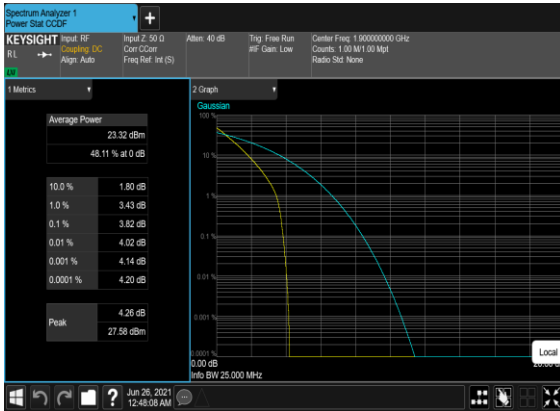 Spectrum Analyzer 1
Power Stat CCDF
KEYSIGHT
RL
LW
Input: RF
Coupling: DC
Align: Auto
Input Z: 50 Ω
Corr CCorr
Freq Ref: Int (S)
Atten: 40 dB
Trig: Free Run
#IF Gain: Low
Center Freq: 1.900000000 GHz
Counts: 1.00 M/1.00 Mpt
Radio Std: None
1 Metrics
Average Power
23.32 dBm
48.11 % at 0 dB
10.0 % 1.80 dB
1.0 % 3.43 dB
0.1 % 3.82 dB
0.01 % 4.02 dB
0.001 % 4.14 dB
0.0001 % 4.20 dB
Peak
4.26 dB
27.58 dBm
2 Graph
Gaussian
100 %
10 %
1 %
0.1 %
0.01 %
0.001 %
0.0001 %
0.00 dB
Info BW 25.000 MHz
Local
Jun 26, 2021
12:48:08 AM